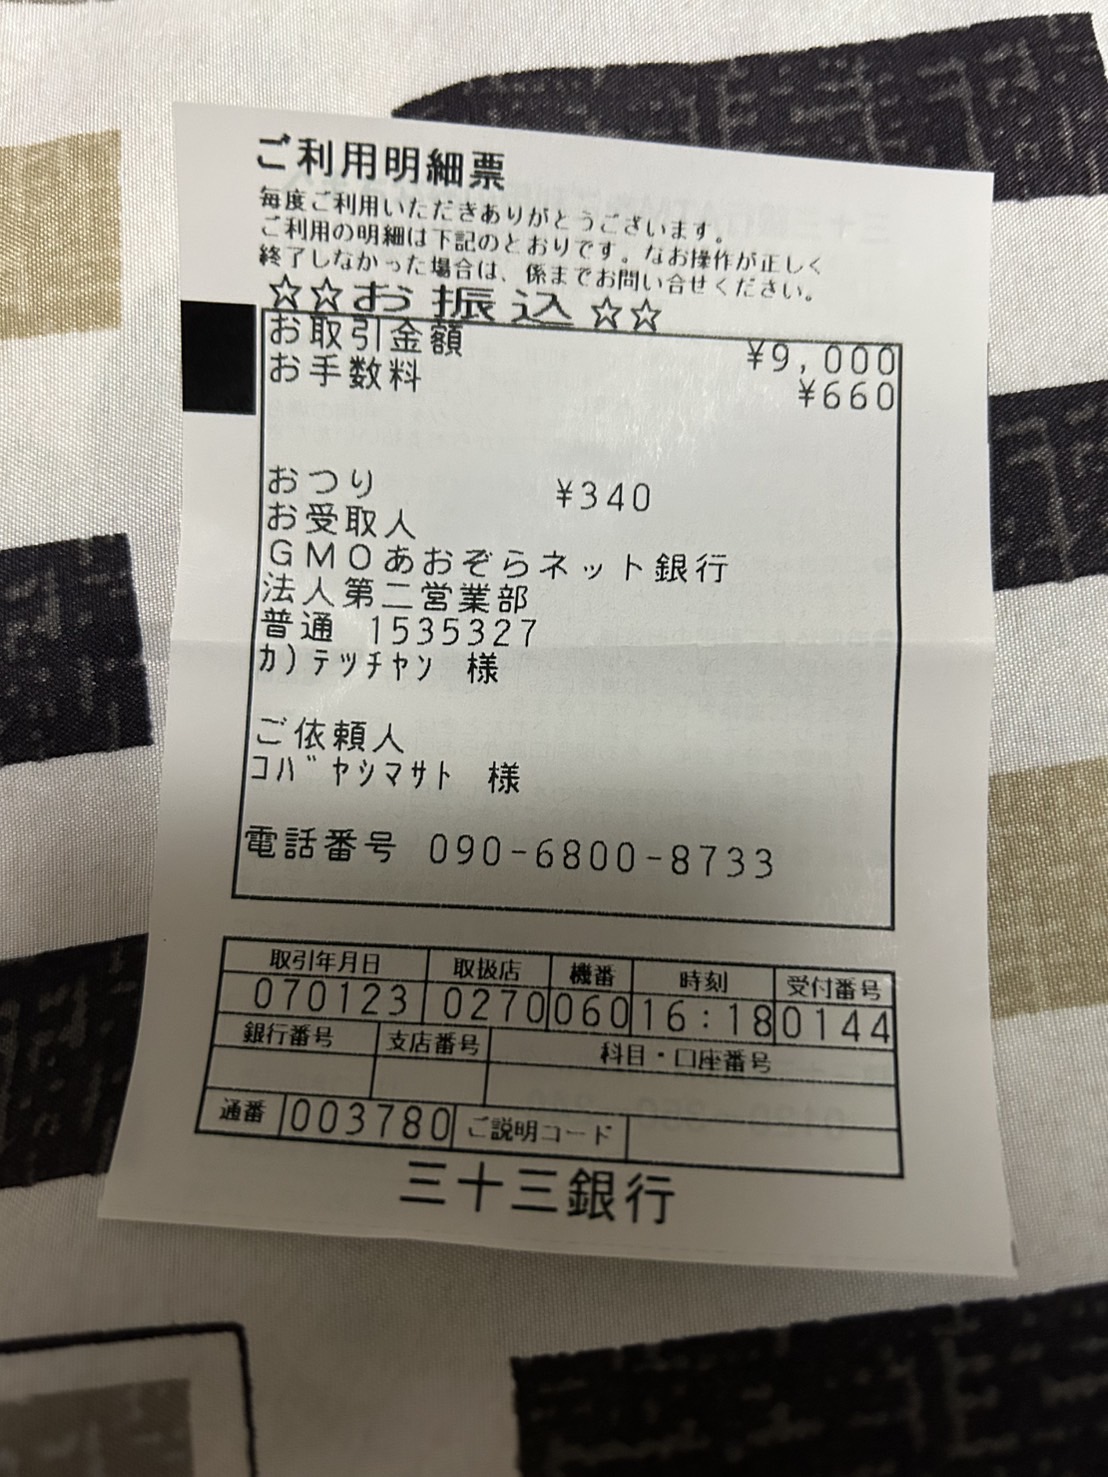 ご利用明細票
毎度ご利用いただきありがとうございます。
ご利用の明細は下記のとおりです。なお操作が正しく
終了しなかった場合は、係までお問い合せください。
☆☆お振込☆☆
お取引金額 ¥9,000
お手数料 ¥660
おつり ¥340
お受取人
GMOあおぞらネット銀行
法人第二営業部
普通 1535327
カ)テッチャン 様
ご依頼人
コバヤシマサト 様
電話番号 090-6800-8733
取引年月日 取扱店 機番 時刻 受付番号
070123 0270 060 16:18 0144
銀行番号 支店番号 科目・口座番号
通番 003780 ご説明コード
三十三銀行